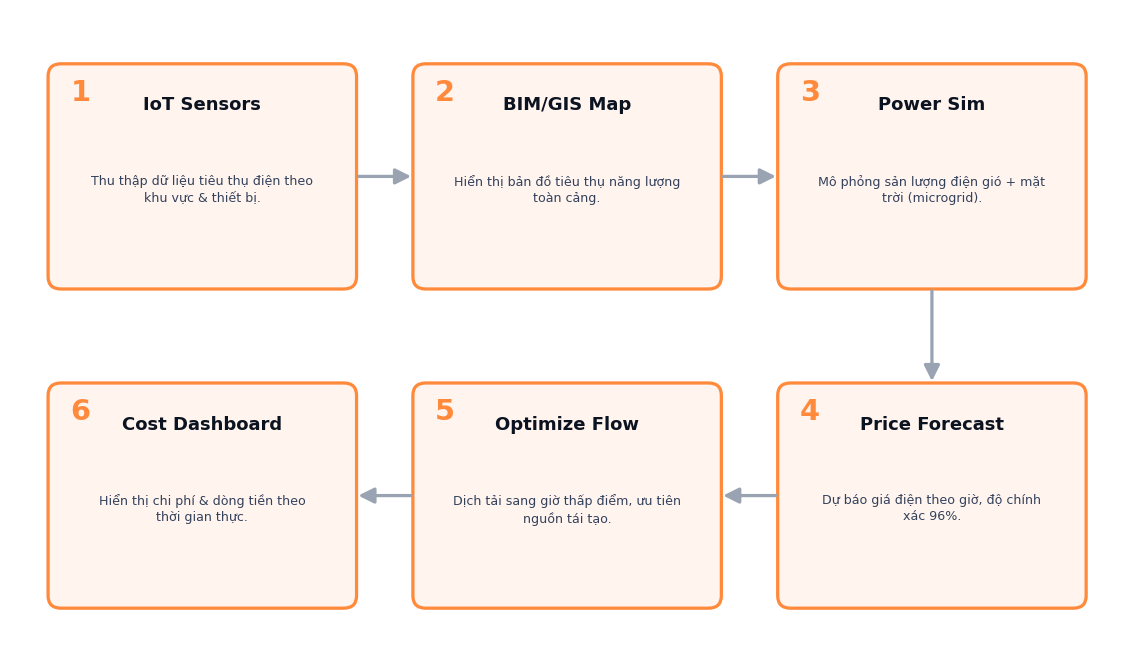 1
IoT Sensors
Thu thập dữ liệu tiêu thụ điện theo
khu vực & thiết bị.
2
BIM/GIS Map
Hiển thị bản đồ tiêu thụ năng lượng
toàn cảng.
3
Power Sim
Mô phỏng sản lượng điện gió + mặt
trời (microgrid).
4
Price Forecast
Dự báo giá điện theo giờ, độ chính
xác 96%.
5
Optimize Flow
Dịch tải sang giờ thấp điểm, ưu tiên
nguồn tái tạo.
6
Cost Dashboard
Hiển thị chi phí & dòng tiền theo
thời gian thực.